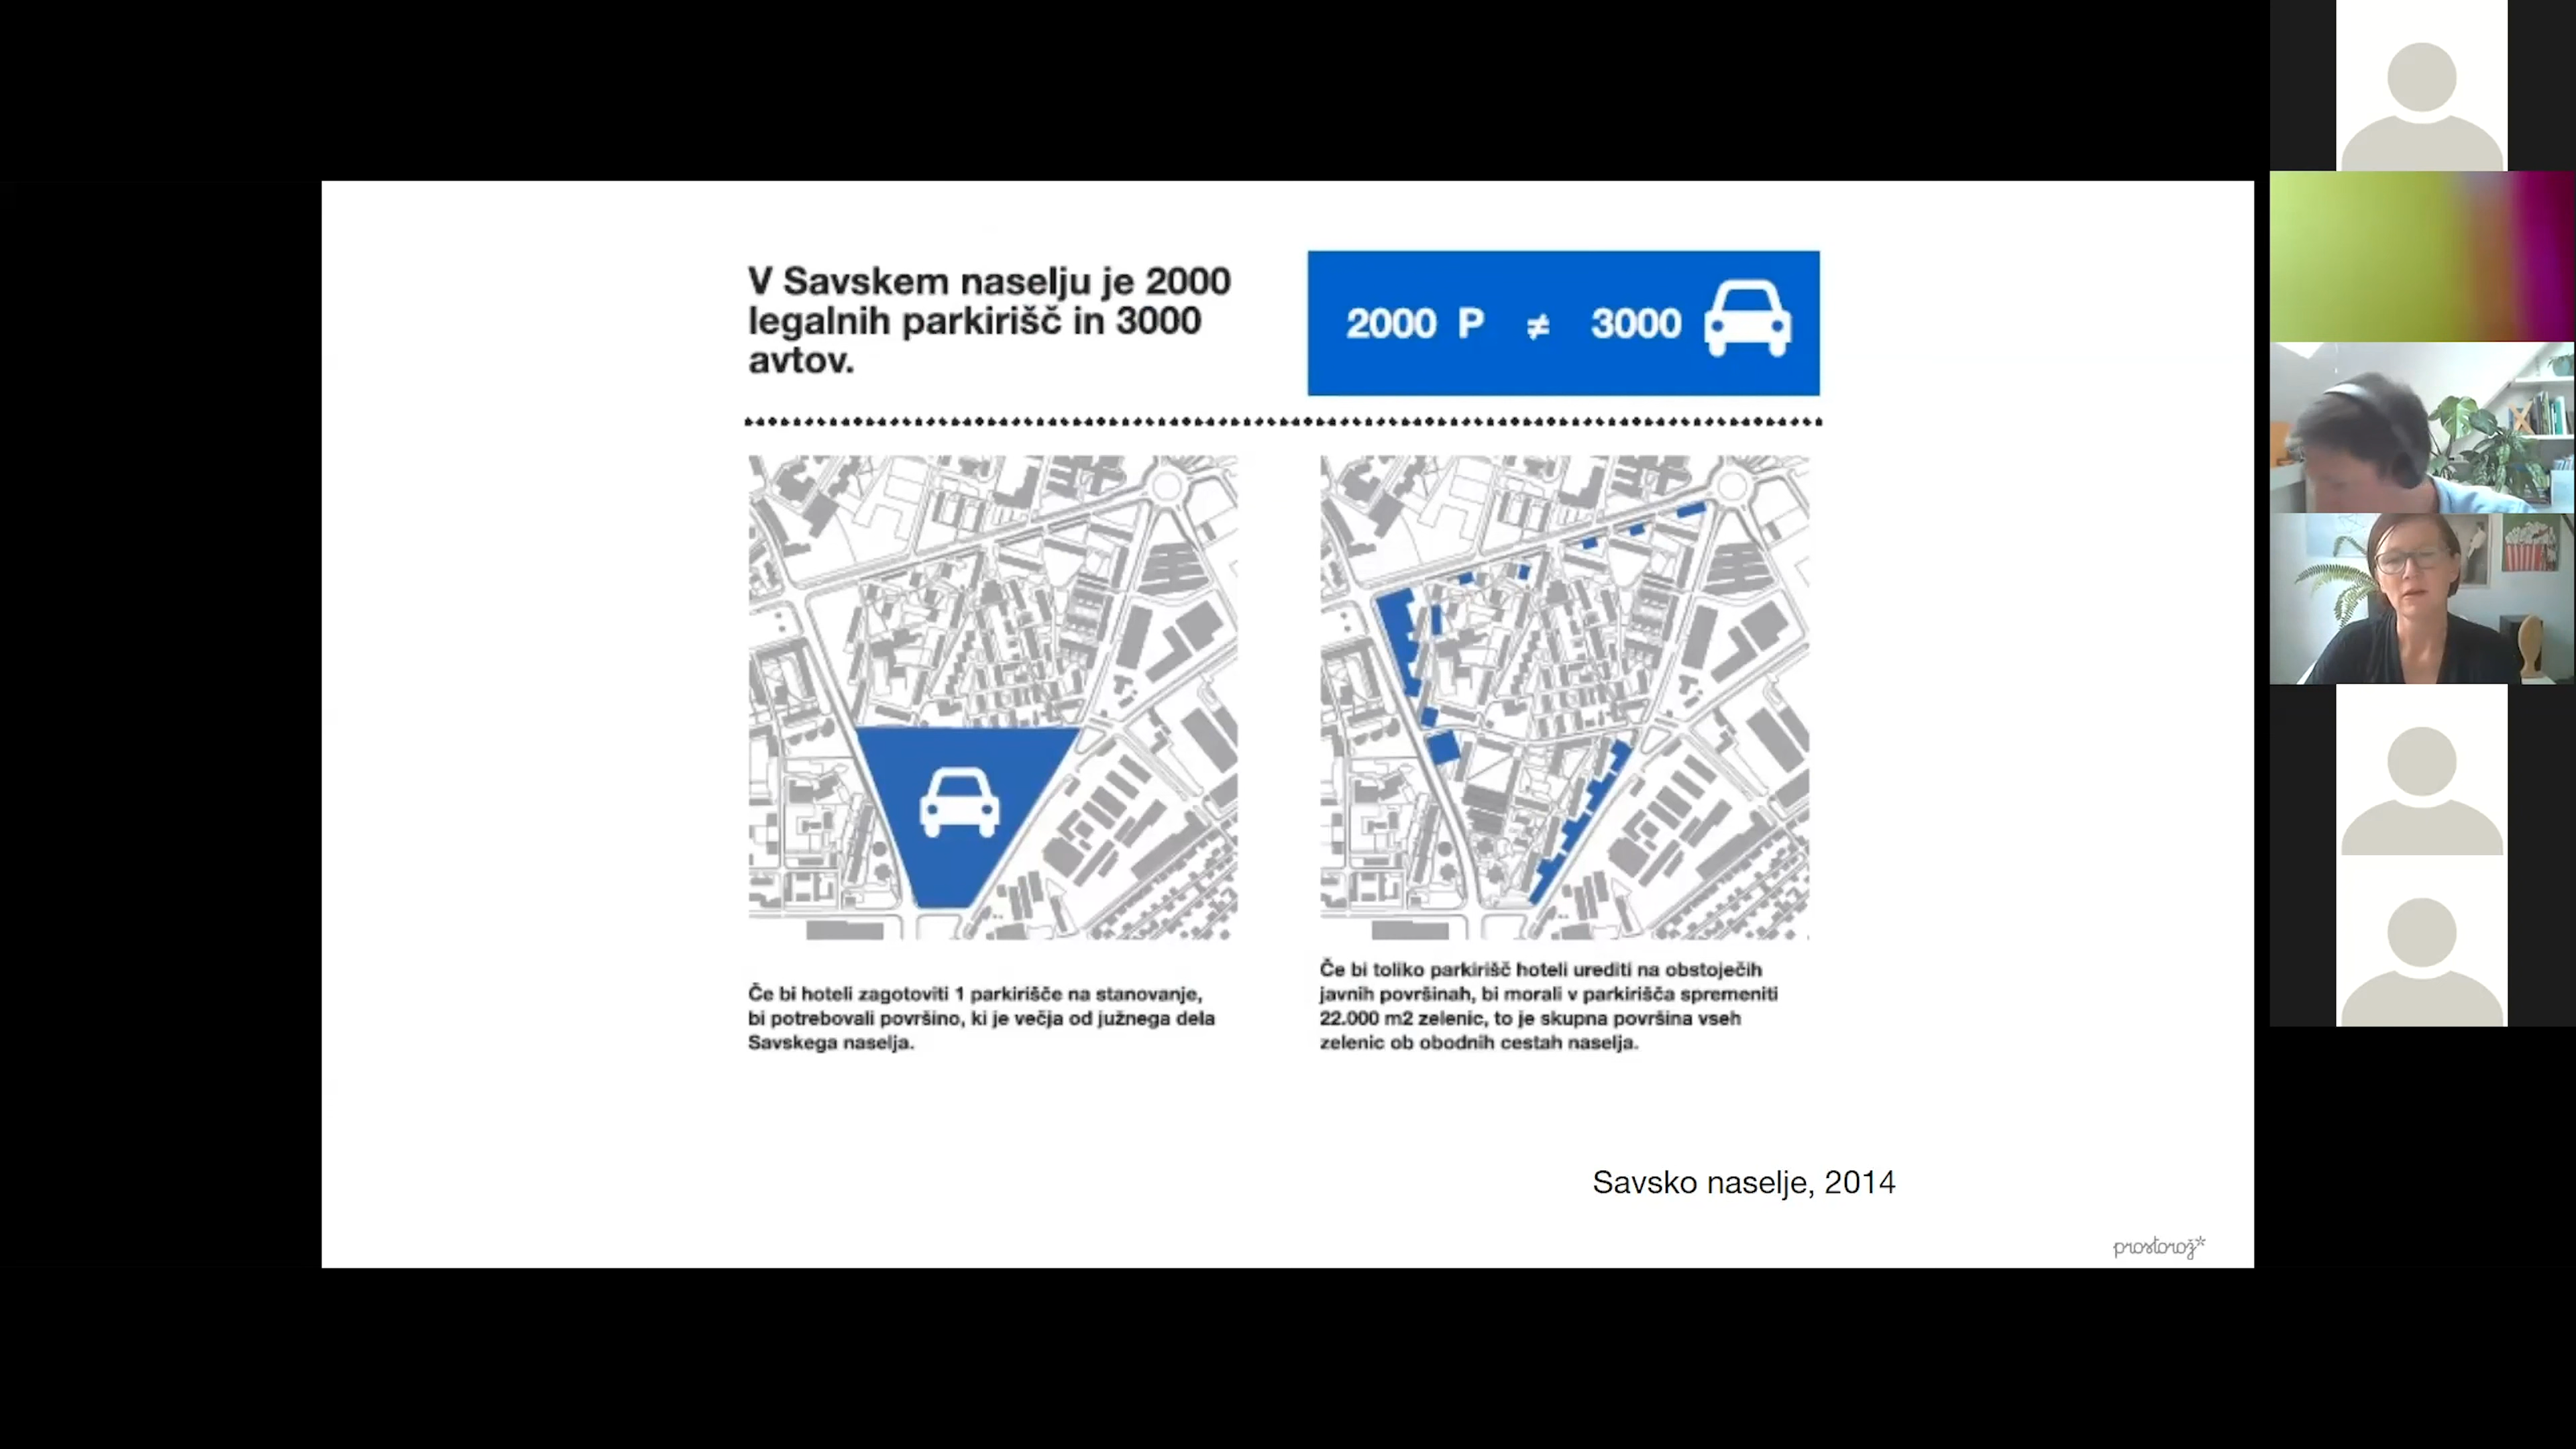 V Savskem naselju je 2000
legalnih parkirišč in 3000
avtov.
2000 P ≠ 3000
Če bi hoteli zagotoviti 1 parkirišče na stanovanje,
bi potrebovali površino, ki je večja od južnega dela
Savskega naselja.
Če bi toliko parkirišč hoteli urediti na obstoječih
javnih površinah, bi morali v parkirišča spremeniti
22.000 m2 zelenic, to je skupna površina vseh
zelenic ob obodnih cestah naselja.
Savsko naselje, 2014
prostorož*